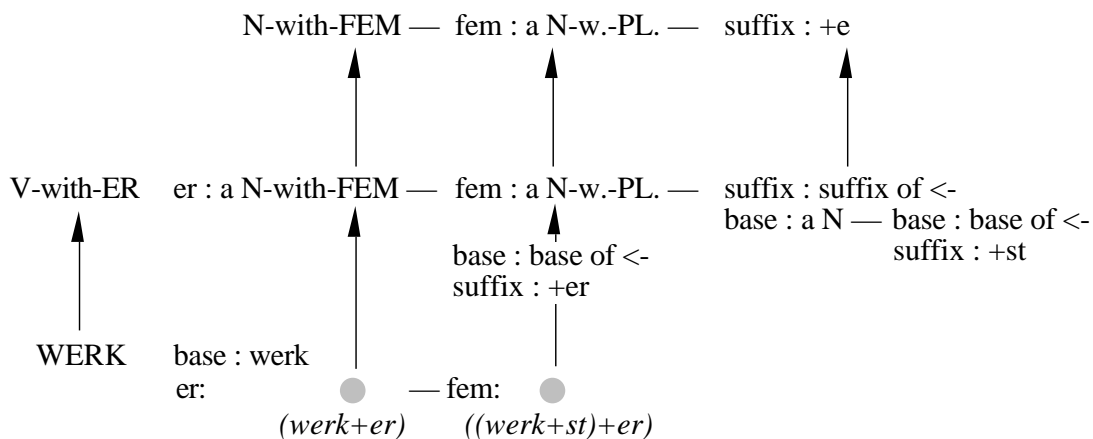 N-with-FEM — fem : a N-w.-PL. — suffix : +e
V-with-ER er : a N-with-FEM — fem : a N-w.-PL. — suffix : suffix of <-
base : a N — base : base of <-
suffix : +st
base : base of <-
suffix : +er
WERK base : werk
er: — fem:
(werk+er) ((werk+st)+er)